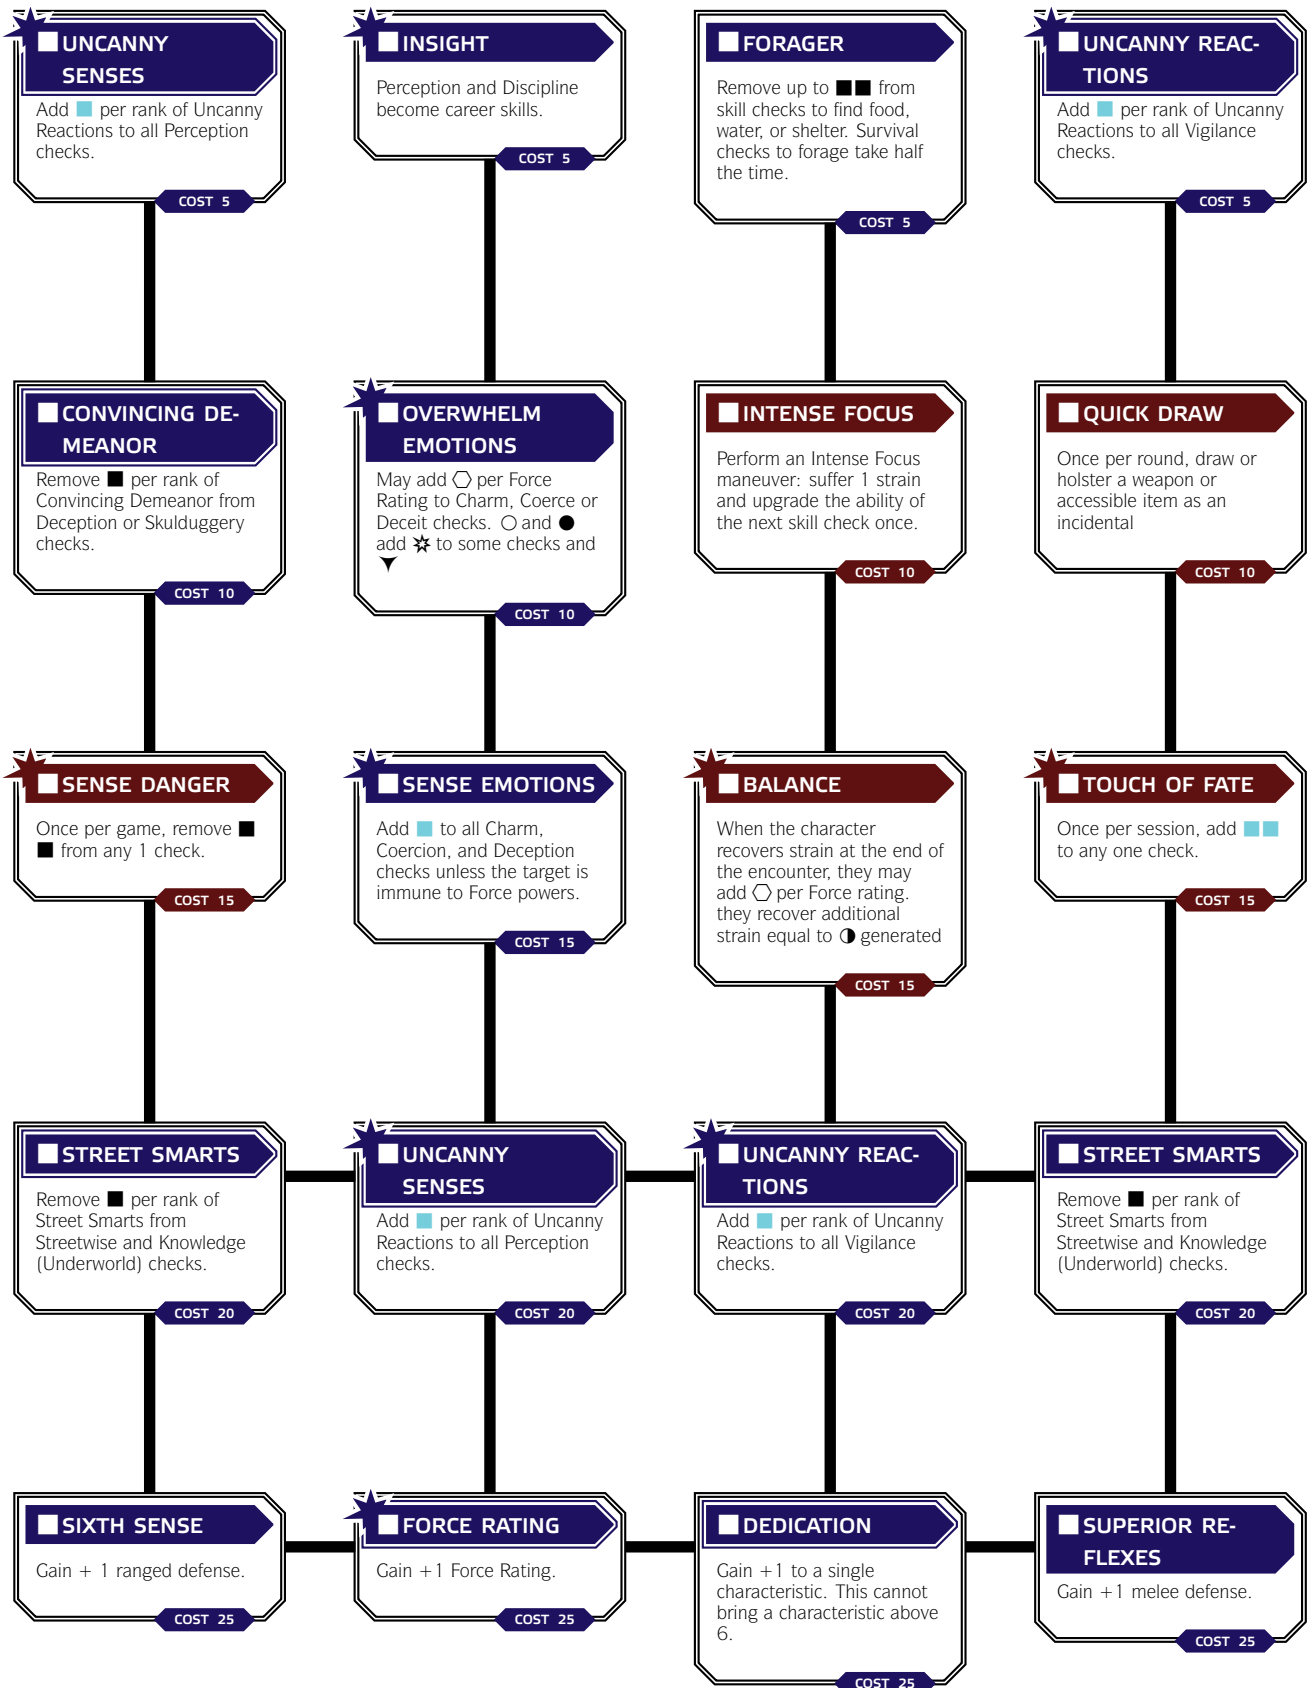 UNCANNY
SENSES
Add per rank of Uncanny
Reactions to all Perception
checks.
COST 5
INSIGHT
Perception and Discipline
become career skills.
COST 5
FORAGER
Remove up to ■■ from
skill checks to find food,
water, or shelter. Survival
checks to forage take half
the time.
COST 5
UNCANNY REAC-
TIONS
Add per rank of Uncanny
Reactions to all Vigilance
checks.
COST 5
CONVINCING DE-
MEANOR
Remove ■ per rank of
Convincing Demeanor from
Deception or Skulduggery
checks.
COST 10
OVERWHELM
EMOTIONS
May add per Force
Rating to Charm, Coerce or
Deceit checks. ○ and ●
add to some checks and
COST 10
INTENSE FOCUS
Perform an Intense Focus
maneuver: suffer 1 strain
and upgrade the ability of
the next skill check once.
COST 10
QUICK DRAW
Once per round, draw or
holster a weapon or
accessible item as an
incidental
COST 10
SENSE DANGER
Once per game, remove ■
■ from any 1 check.
COST 15
SENSE EMOTIONS
Add to all Charm,
Coercion, and Deception
checks unless the target is
immune to Force powers.
COST 15
BALANCE
When the character
recovers strain at the end of
the encounter, they may
add per Force rating.
they recover additional
strain equal to ◑ generated
COST 15
TOUCH OF FATE
Once per session, add
to any one check.
COST 15
STREET SMARTS
Remove ■ per rank of
Street Smarts from
Streetwise and Knowledge
(Underworld) checks.
COST 20
UNCANNY
SENSES
Add per rank of Uncanny
Reactions to all Perception
checks.
COST 20
UNCANNY REAC-
TIONS
Add per rank of Uncanny
Reactions to all Vigilance
checks.
COST 20
STREET SMARTS
Remove ■ per rank of
Street Smarts from
Streetwise and Knowledge
(Underworld) checks.
COST 20
SIXTH SENSE
Gain + 1 ranged defense.
COST 25
FORCE RATING
Gain +1 Force Rating.
COST 25
DEDICATION
Gain +1 to a single
characteristic. This cannot
bring a characteristic above
6.
COST 25
SUPERIOR RE-
FLEXES
Gain +1 melee defense.
COST 25